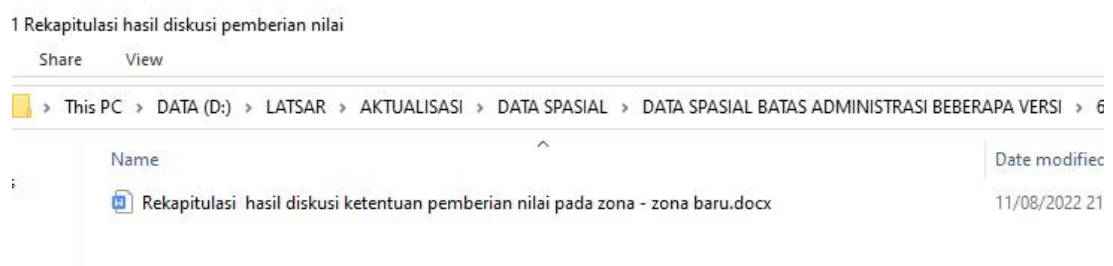 1 Rekapitulasi hasil diskusi pemberian nilai
Share View
> This PC > DATA (D:) > LATSAR > AKTUALISASI > DATA SPASIAL > DATA SPASIAL BATAS ADMINISTRASI BEBERAPA VERSI > 6
Name Date modified
Rekapitulasi hasil diskusi ketentuan pemberian nilai pada zona - zona baru.docx 11/08/2022 21